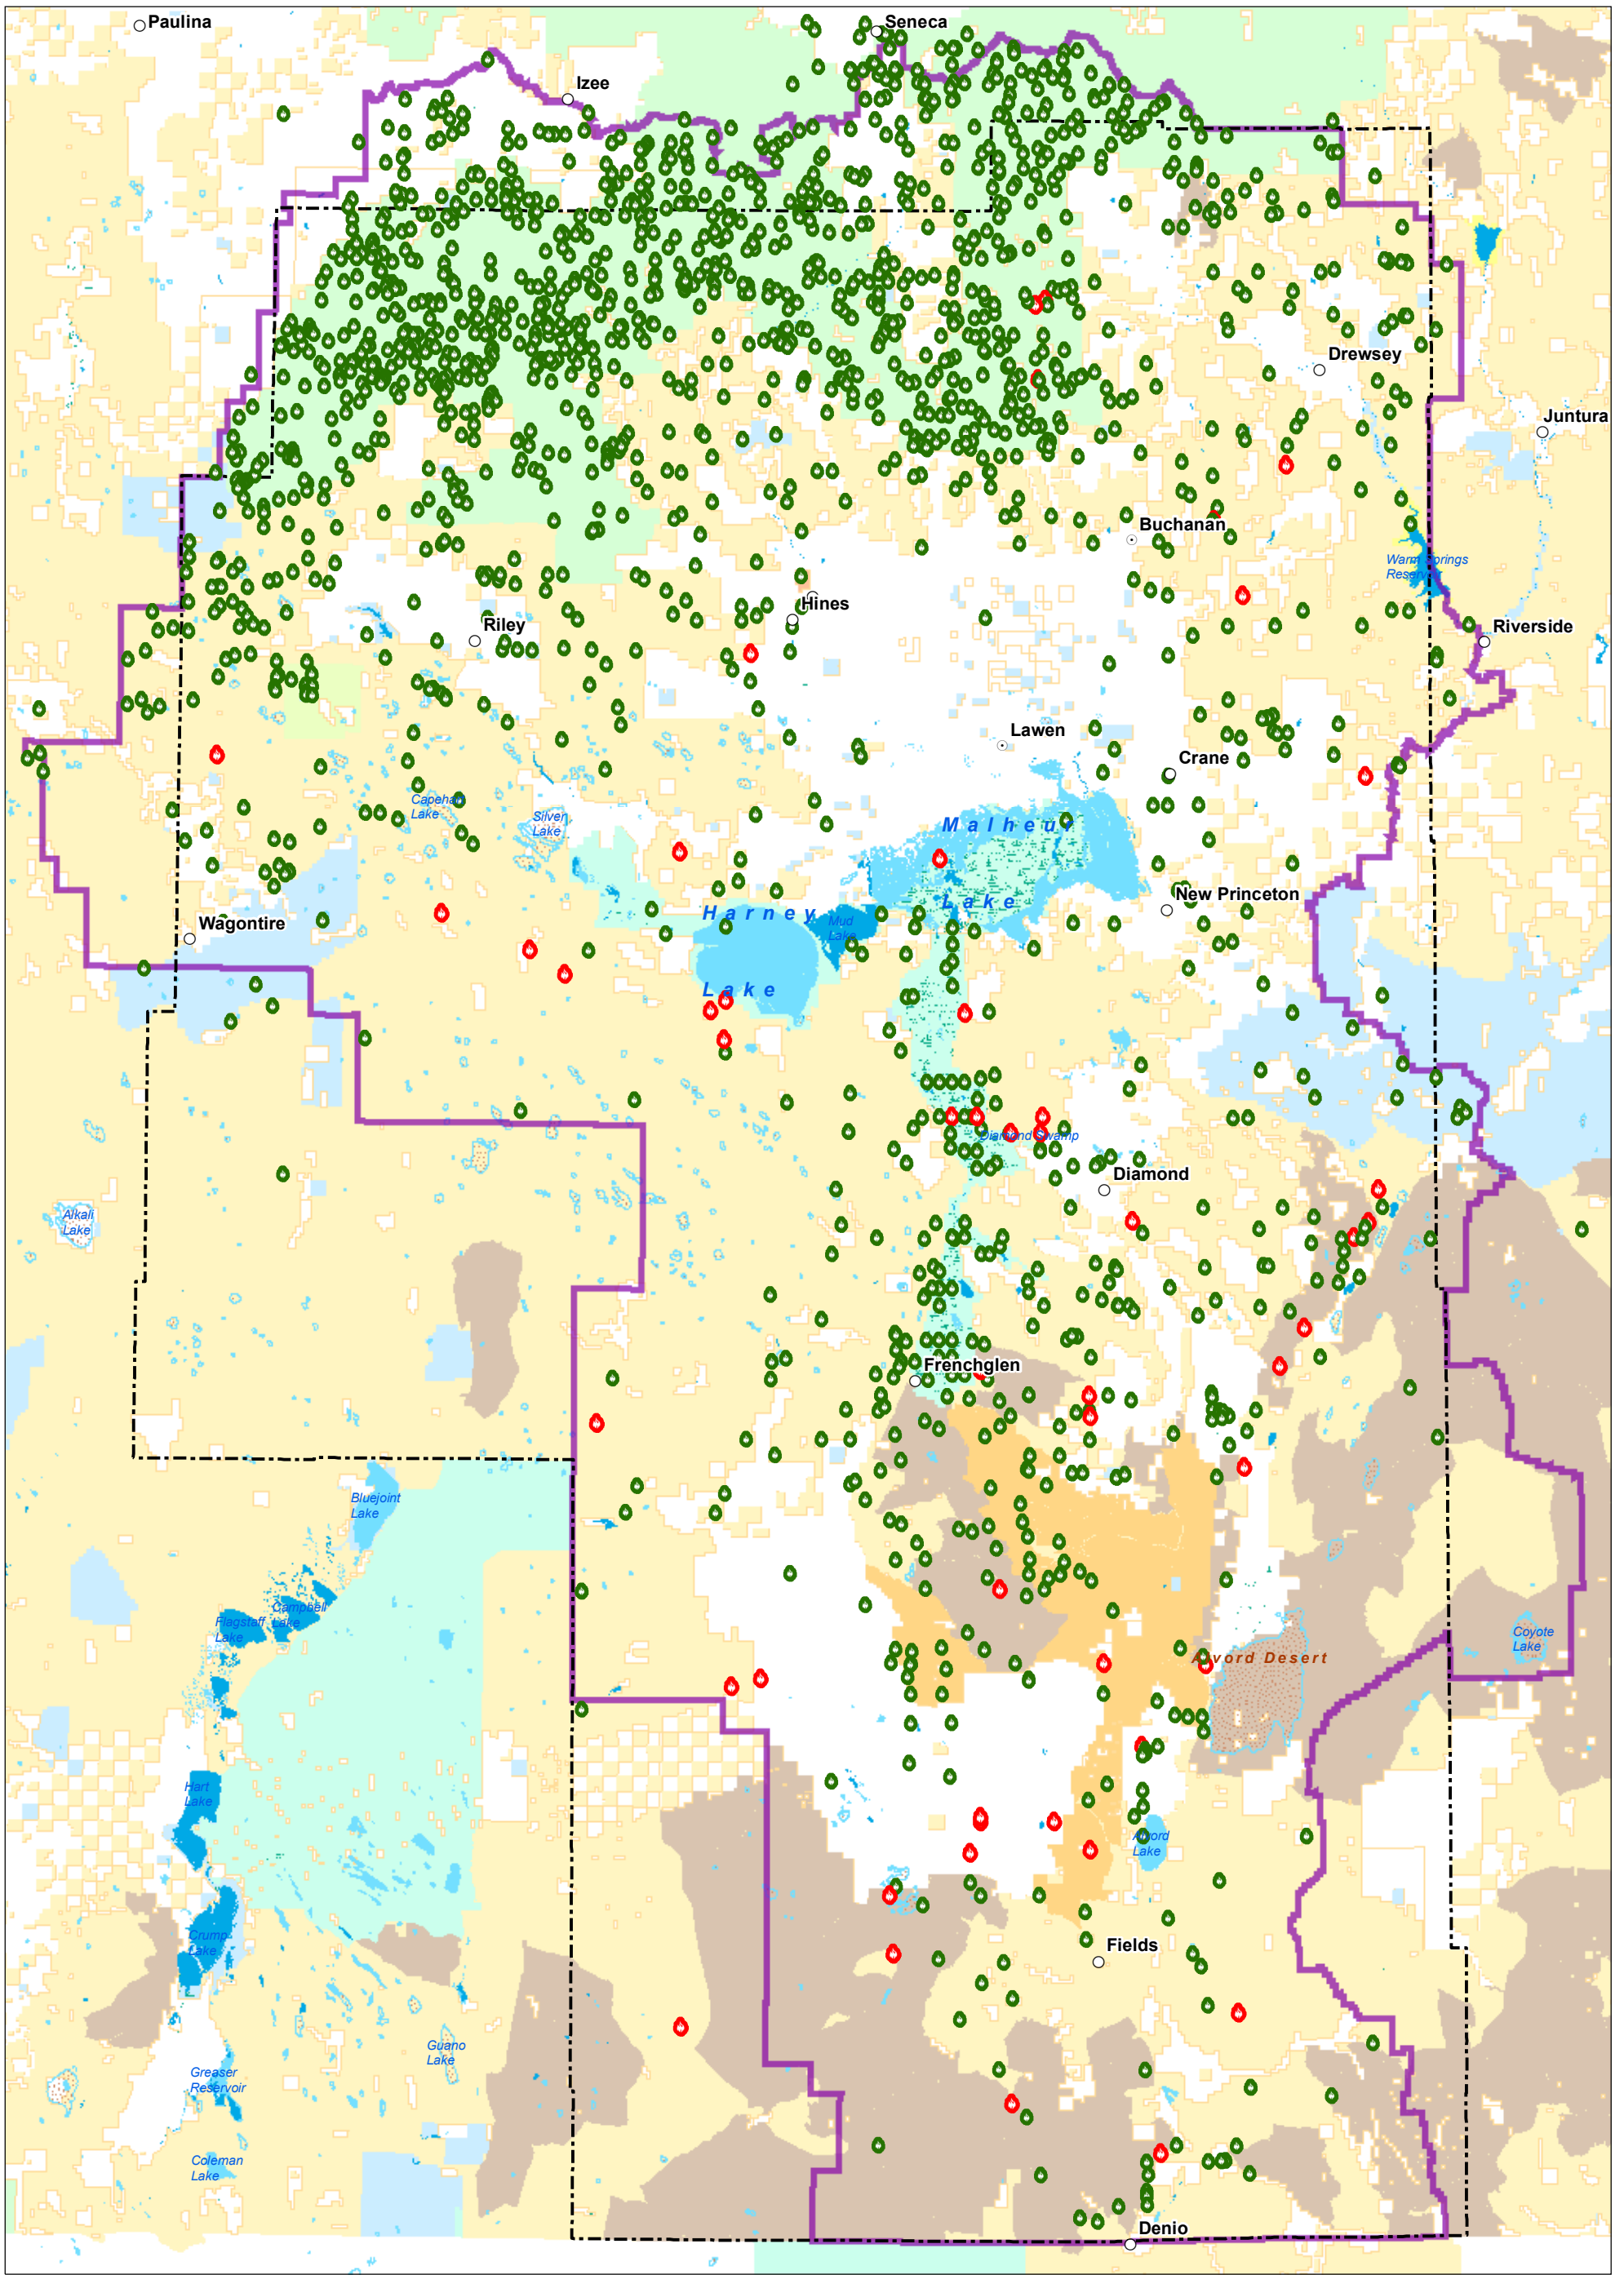 Paulina
Seneca
Izee
Drewsey
Juntura
Buchanan
Warm Springs
Reservoir
Hines
Riley
Riverside
Lawen
Crane
Capehart
Lake
Silver
Lake
Malheur
Lake
New Princeton
Harney
Lake
Mud
Lake
Wagontire
Diamond Swamp
Diamond
Alkali
Lake
Frenchglen
Bluejoint
Lake
Campbell
Lake
Flagstaff
Lake
Coyote
Lake
Alvord Desert
Hart
Lake
Alvord
Lake
Crump
Lake
Fields
Guano
Lake
Greaser
Reservoir
Coleman
Lake
Denio